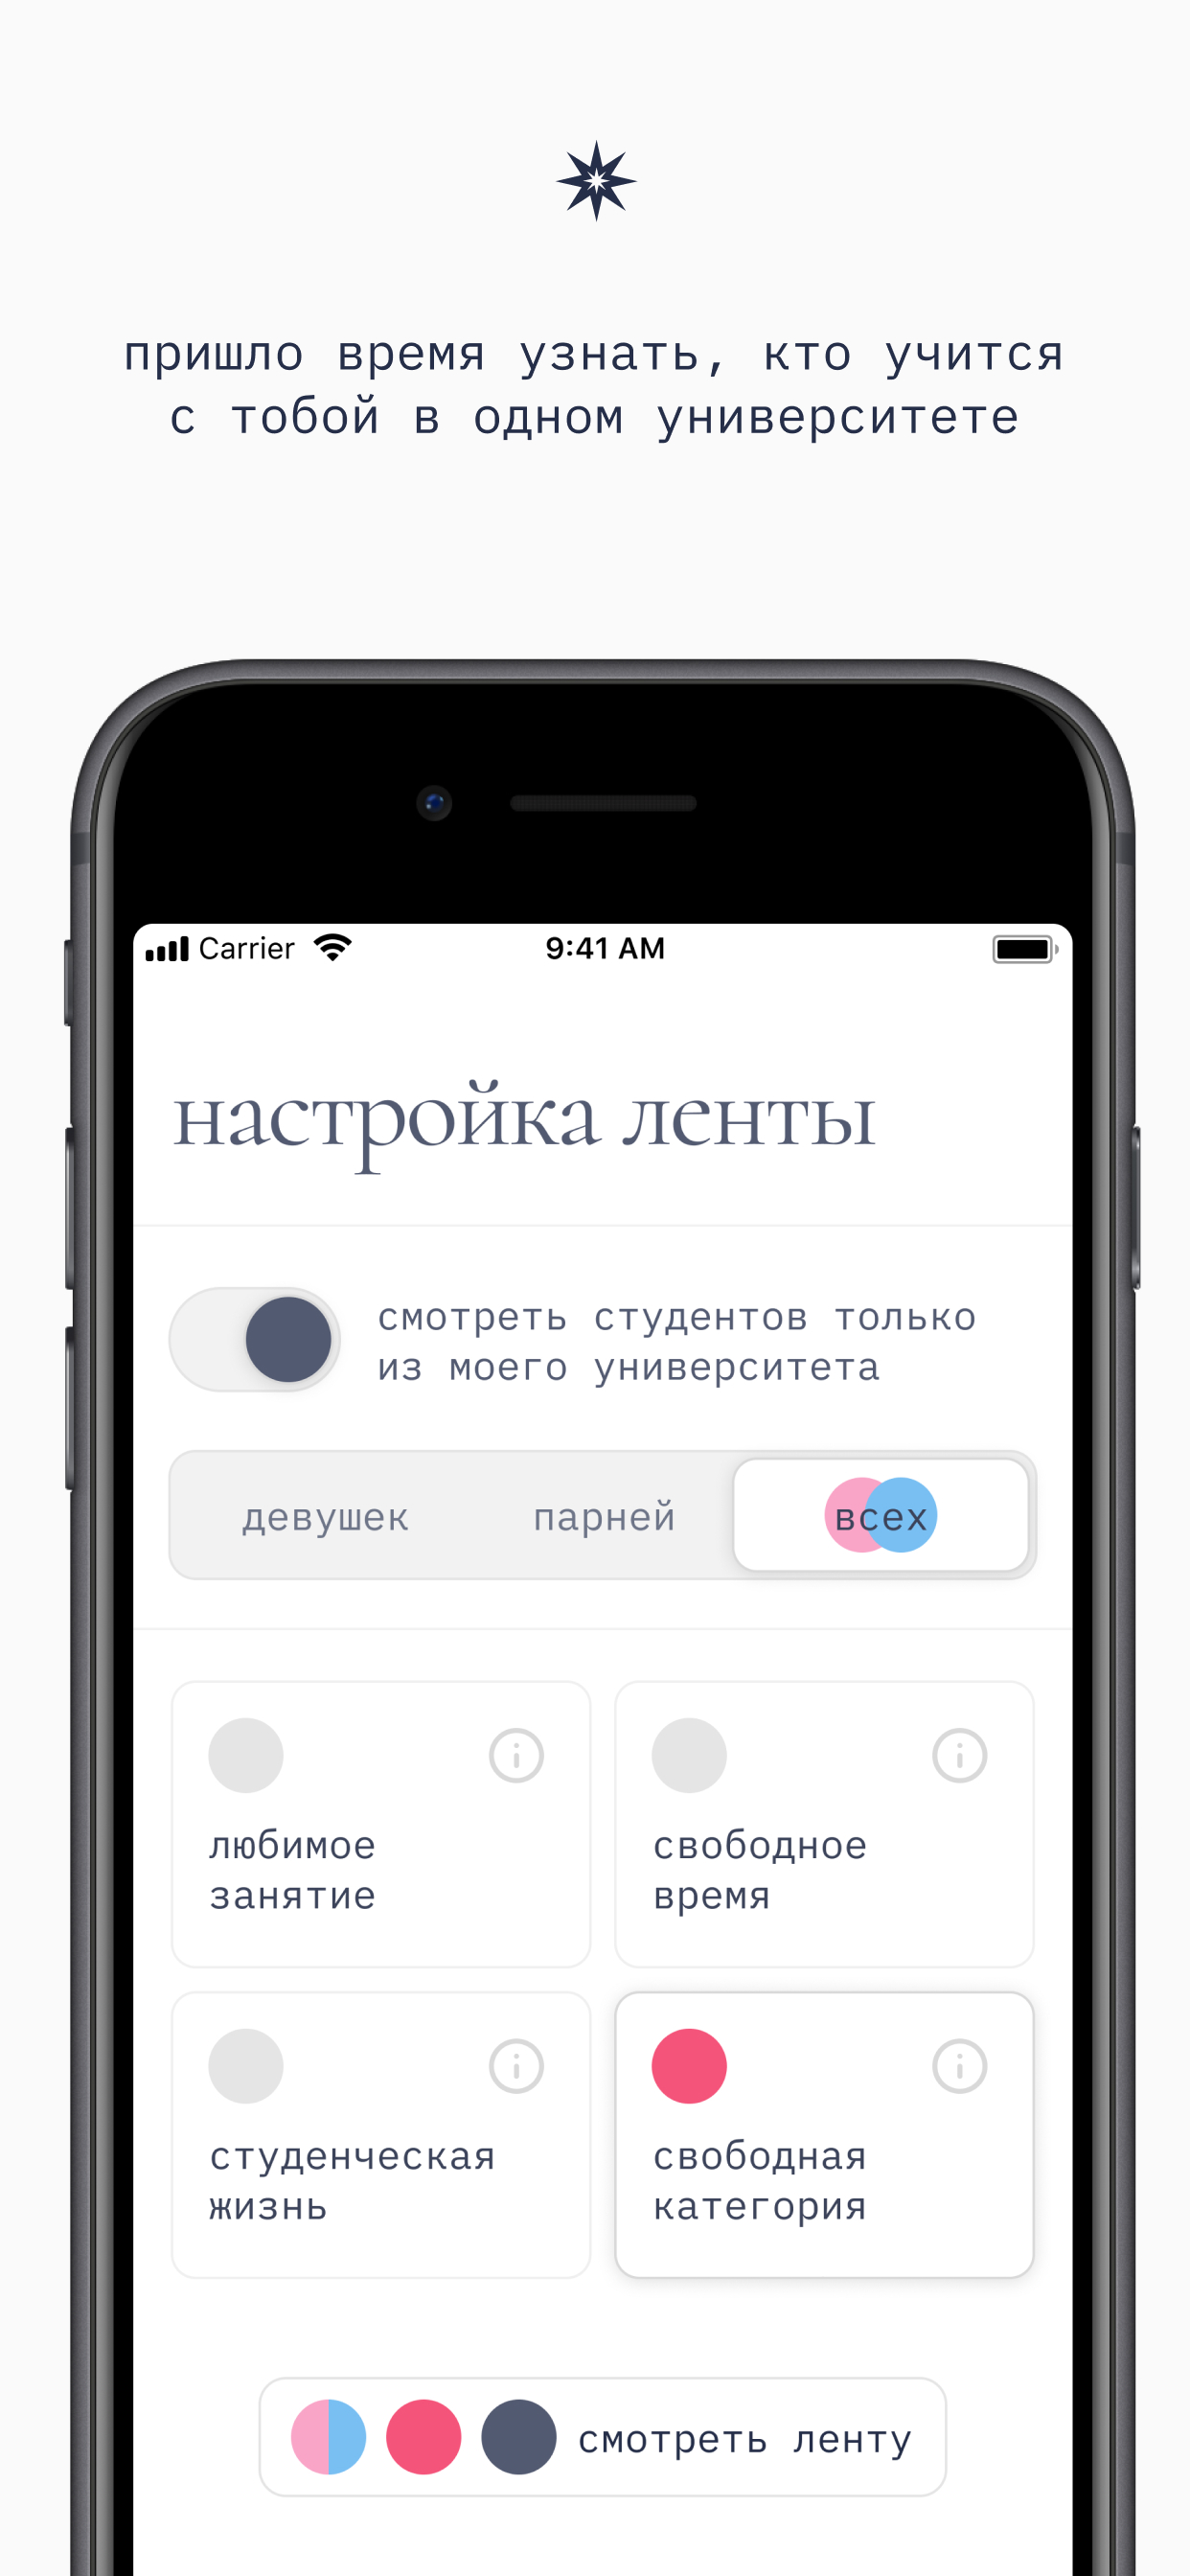 пришло время узнать, кто учится
с тобой в одном университете
Carrier 9:41 AM
настройка ленты
смотреть студентов только
из моего университета
девушек парней всех
любимое
занятие
свободное
время
студенческая
жизнь
свободная
категория
смотреть ленту